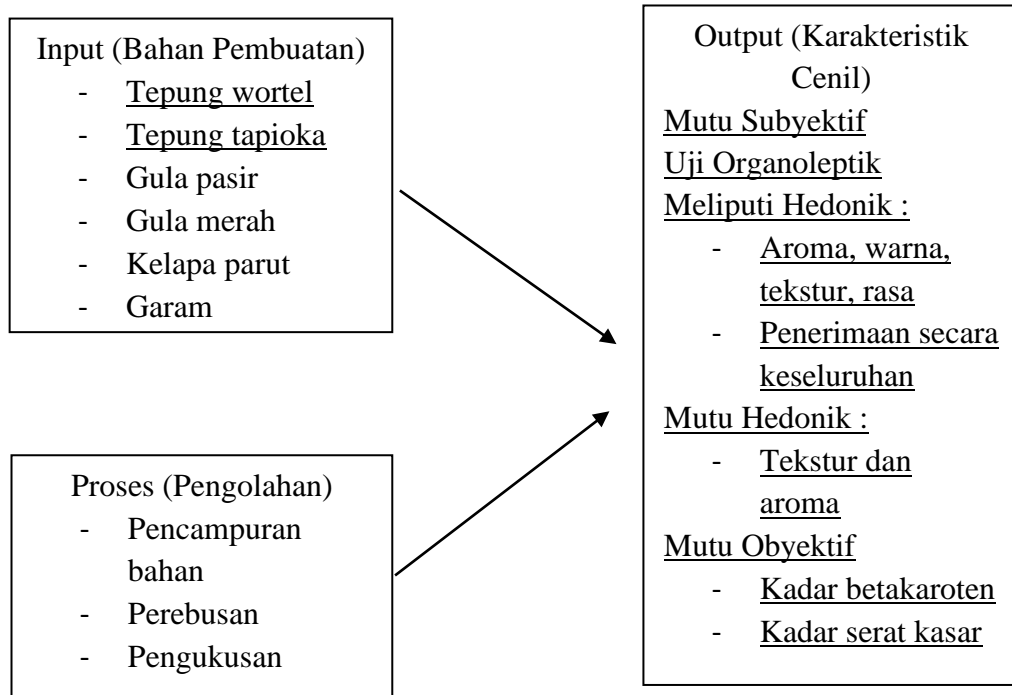 Input (Bahan Pembuatan)
- Tepung wortel
- Tepung tapioka
- Gula pasir
- Gula merah
- Kelapa parut
- Garam
Proses (Pengolahan)
- Pencampuran
bahan
- Perebusan
- Pengukusan
Output (Karakteristik
Cenil)
Mutu Subyektif
Uji Organoleptik
Meliputi Hedonik :
- Aroma, warna,
tekstur, rasa
- Penerimaan secara
keseluruhan
Mutu Hedonik :
- Tekstur dan
aroma
Mutu Obyektif
- Kadar betakaroten
- Kadar serat kasar